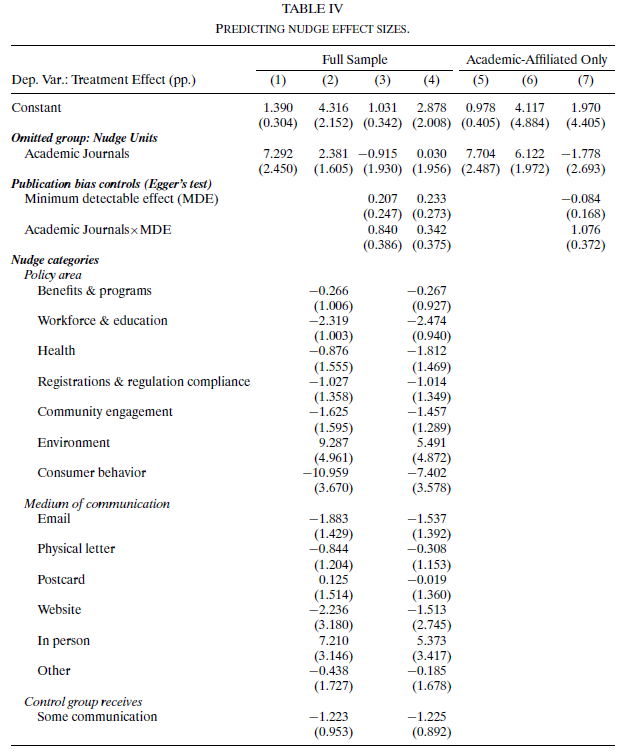 TABLE IV
PREDICTING NUDGE EFFECT SIZES.
Full Sample Academic-Affiliated Only
Dep. Var.: Treatment Effect (pp.) (1) (2) (3) (4) (5) (6) (7)
Constant 1.390 4.316 1.031 2.878 0.978 4.117 1.970
(0.304) (2.152) (0.342) (2.008) (0.405) (4.884) (4.405)
Omitted group: Nudge Units
Academic Journals 7.292 2.381 −0.915 0.030 7.704 6.122 −1.778
(2.450) (1.605) (1.930) (1.956) (2.487) (1.972) (2.693)
Publication bias controls (Egger's test)
Minimum detectable effect (MDE) 0.207 0.233 −0.084
(0.247) (0.273) (0.168)
Academic Journals×MDE 0.840 0.342 1.076
(0.386) (0.375) (0.372)
Nudge categories
Policy area
Benefits & programs −0.266 −0.267
(1.006) (0.927)
Workforce & education −2.319 −2.474
(1.003) (0.940)
Health −0.876 −1.812
(1.555) (1.469)
Registrations & regulation compliance −1.027 −1.014
(1.358) (1.349)
Community engagement −1.625 −1.457
(1.595) (1.289)
Environment 9.287 5.491
(4.961) (4.872)
Consumer behavior −10.959 −7.402
(3.670) (3.578)
Medium of communication
Email −1.883 −1.537
(1.429) (1.392)
Physical letter −0.844 −0.308
(1.204) (1.153)
Postcard 0.125 −0.019
(1.514) (1.360)
Website −2.236 −1.513
(3.180) (2.745)
In person 7.210 5.373
(3.146) (3.417)
Other −0.438 −0.185
(1.727) (1.678)
Control group receives
Some communication −1.223 −1.225
(0.953) (0.892)